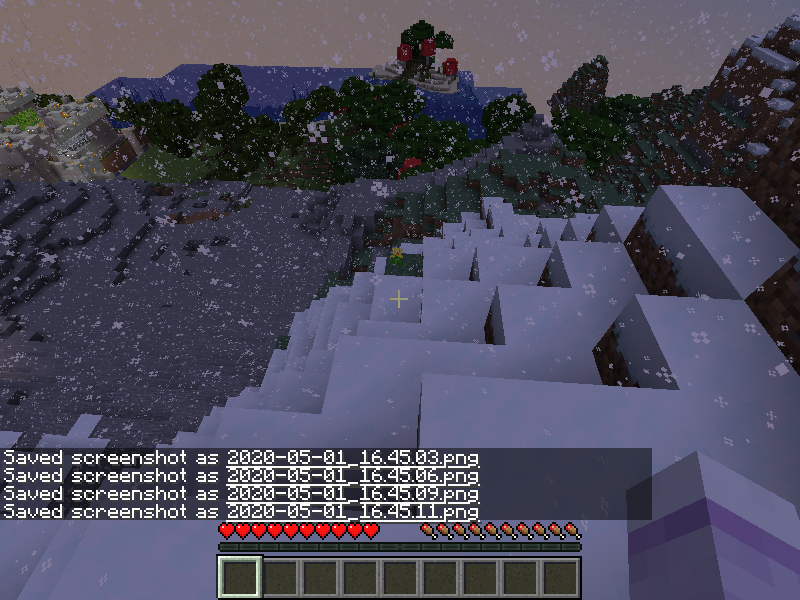 Saved screenshot as 2020-05-01_16.45.03.png
Saved screenshot as 2020-05-01_16.45.06.png
Saved screenshot as 2020-05-01_16.45.09.png
Saved screenshot as 2020-05-01_16.45.11.png